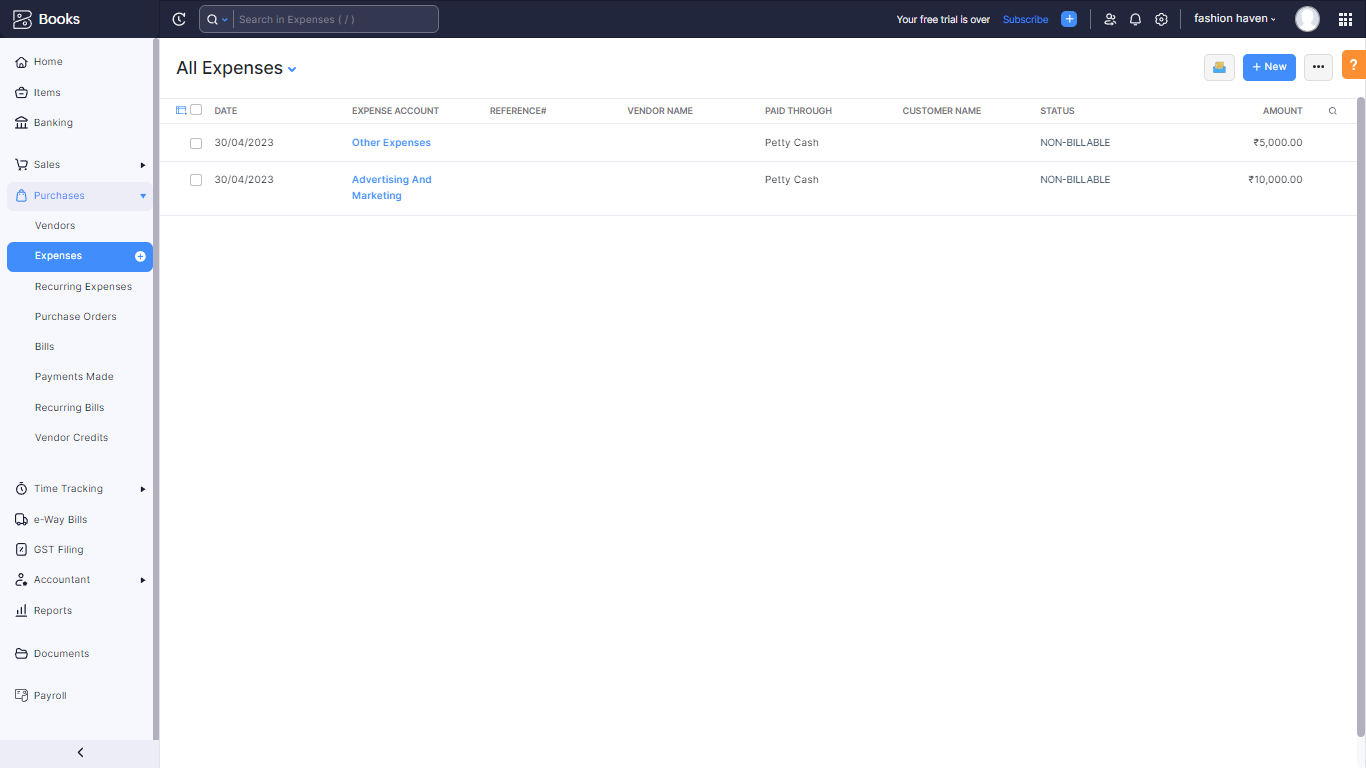 Books
Search in Expenses ( / )
Your free trial is over
Subscribe
fashion haven
Home
Items
Banking
Sales
Purchases
Vendors
Expenses
Recurring Expenses
Purchase Orders
Bills
Payments Made
Recurring Bills
Vendor Credits
Time Tracking
e-Way Bills
GST Filing
Accountant
Reports
Documents
Payroll
All Expenses
+ New
?
DATE EXPENSE ACCOUNT REFERENCE# VENDOR NAME PAID THROUGH CUSTOMER NAME STATUS AMOUNT
30/04/2023 Other Expenses Petty Cash NON-BILLABLE ₹5,000.00
30/04/2023 Advertising And Petty Cash NON-BILLABLE ₹10,000.00
Marketing